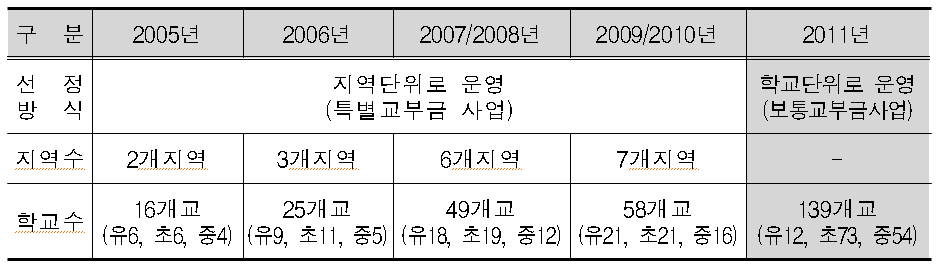 구 분 2005년 2006년 2007/2008년 2009/2010년 2011년
선 정 지역단위로 운영 학교단위로 운영
방 식 (특별교부금 사업) (보통교부금사업)
지역수 2개지역 3개지역 6개지역 7개지역 -
학교수 16개교 25개교 49개교 58개교 139개교
(유6, 초6, 중4) (유9, 초11, 중5) (유18, 초19, 중12) (유21, 초21, 중16) (유12, 초73, 중54)